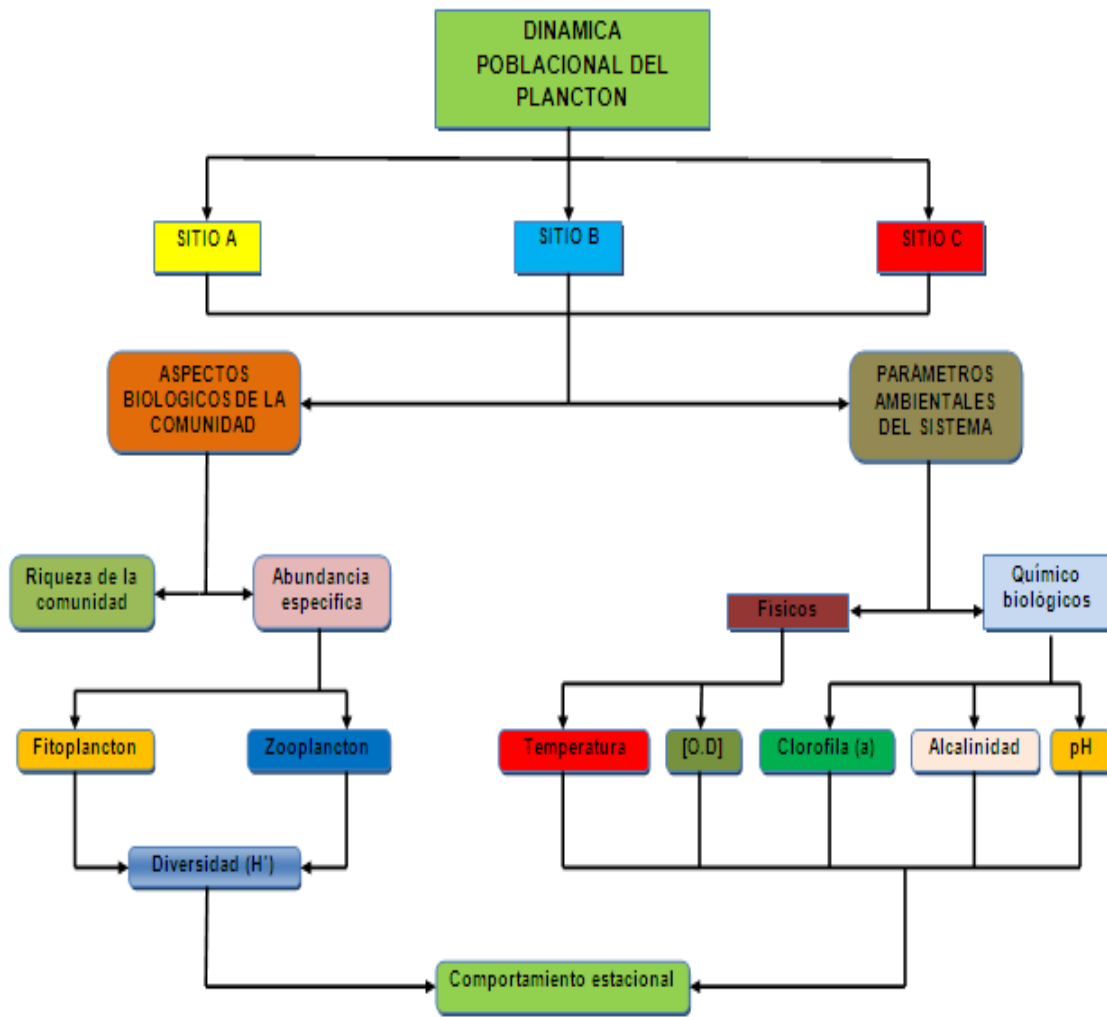 DINAMICA
POBLACIONAL DEL
PLANCTON
SITIO A
SITIO B
SITIO C
ASPECTOS
BIOLOGICOS DE LA
COMUNIDAD
PARÀMETROS
AMBIENTALES
DEL SISTEMA
Riqueza de la
comunidad
Abundancia
especifica
Físicos
Químico
biológicos
Fitoplancton
Zooplancton
Temperatura
[O.D]
Clorofila (a)
Alcalinidad
pH
Diversidad (H´)
Comportamiento estacional